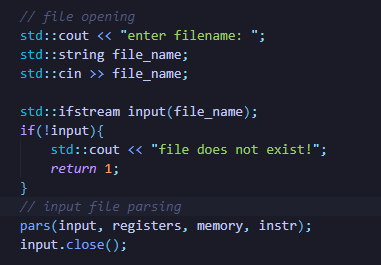 // file opening
std::cout << "enter filename: ";
std::string file_name;
std::cin >> file_name;
std::ifstream input(file_name);
if(!input){
std::cout << "file does not exist!";
return 1;
}
// input file parsing
pars(input, registers, memory, instr);
input.close();